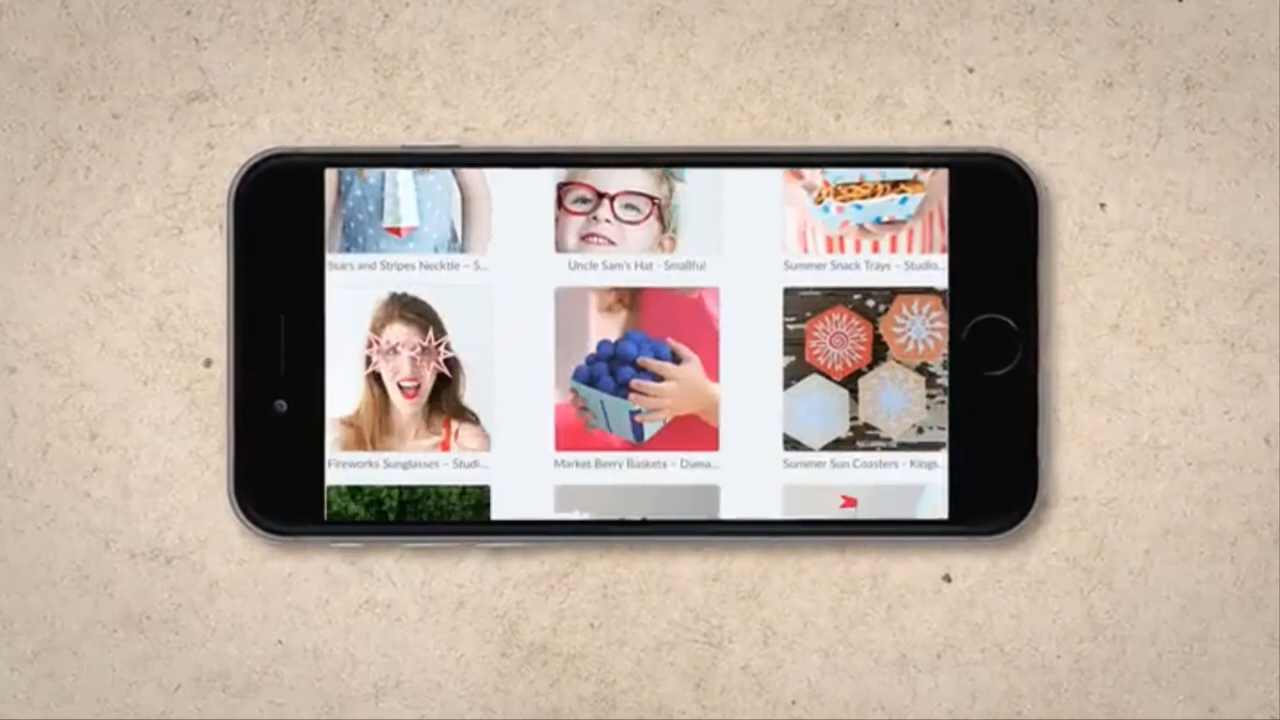 Stars and Stripes Necktie – S...
Uncle Sam's Hat - Smallful
Summer Snack Trays – Studio...
Fireworks Sunglasses – Studi...
Market Berry Baskets – Duma...
Summer Sun Coasters - Kings...